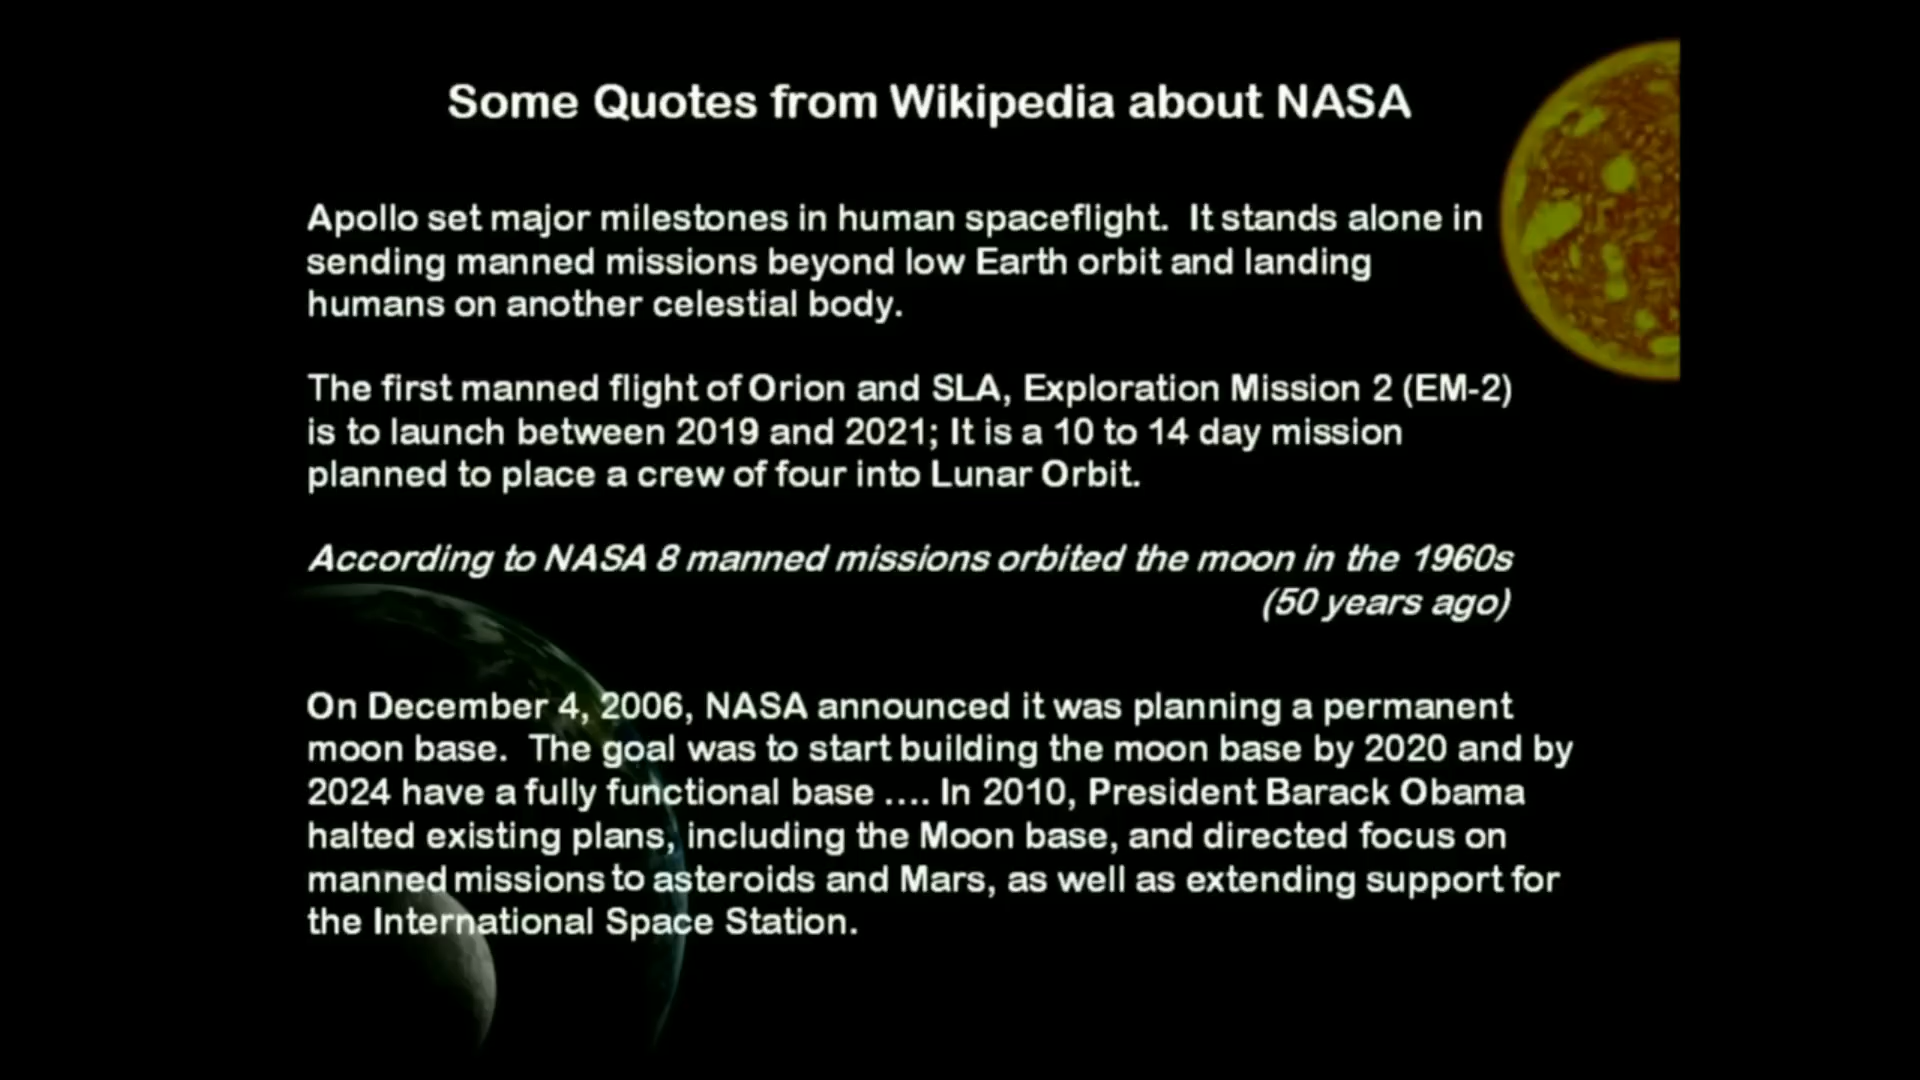 Some Quotes from Wikipedia about NASA
Apollo set major milestones in human spaceflight. It stands alone in
sending manned missions beyond low Earth orbit and landing
humans on another celestial body.
The first manned flight of Orion and SLA, Exploration Mission 2 (EM-2)
is to launch between 2019 and 2021; It is a 10 to 14 day mission
planned to place a crew of four into Lunar Orbit.
According to NASA 8 manned missions orbited the moon in the 1960s
(50 years ago)
On December 4, 2006, NASA announced it was planning a permanent
moon base. The goal was to start building the moon base by 2020 and by
2024 have a fully functional base .... In 2010, President Barack Obama
halted existing plans, including the Moon base, and directed focus on
manned missions to asteroids and Mars, as well as extending support for
the International Space Station.